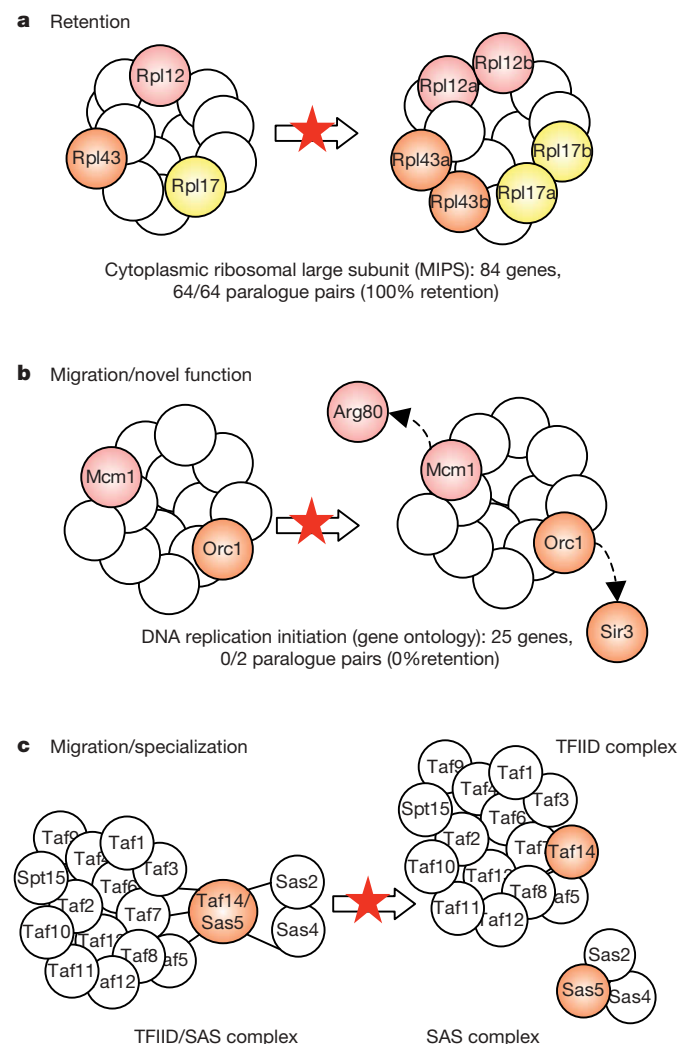 a Retention
Rpl12
Rpl43
Rpl17
Rpl12b
Rpl12a
Rpl43a
Rpl17b
Rpl43b
Rpl17a
Cytoplasmic ribosomal large subunit (MIPS): 84 genes,
64/64 paralogue pairs (100% retention)
b Migration/novel function
Mcm1
Orc1
Arg80
Mcm1
Orc1
Sir3
DNA replication initiation (gene ontology): 25 genes,
0/2 paralogue pairs (0%retention)
c Migration/specialization
Taf1
Taf3
Spt15
Taf6
Taf2
Taf7
Taf10
Taf8
Taf11
Taf14/
Sas5
Sas2
Sas4
TFIID/SAS complex
TFIID complex
Taf9
Taf1
Taf3
Spt15
Taf6
Taf2
Taf14
Taf10
Taf8
Taf11
Sas2
Sas5
Sas4
SAS complex